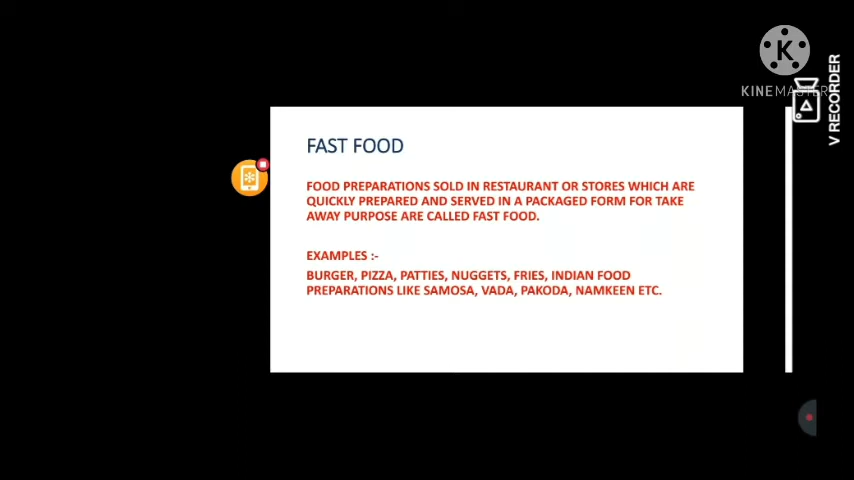 KINEMASTER
V RECORDER
FAST FOOD
FOOD PREPARATIONS SOLD IN RESTAURANT OR STORES WHICH ARE
QUICKLY PREPARED AND SERVED IN A PACKAGED FORM FOR TAKE
AWAY PURPOSE ARE CALLED FAST FOOD.
EXAMPLES :-
BURGER, PIZZA, PATTIES, NUGGETS, FRIES, INDIAN FOOD
PREPARATIONS LIKE SAMOSA, VADA, PAKODA, NAMKEEN ETC.